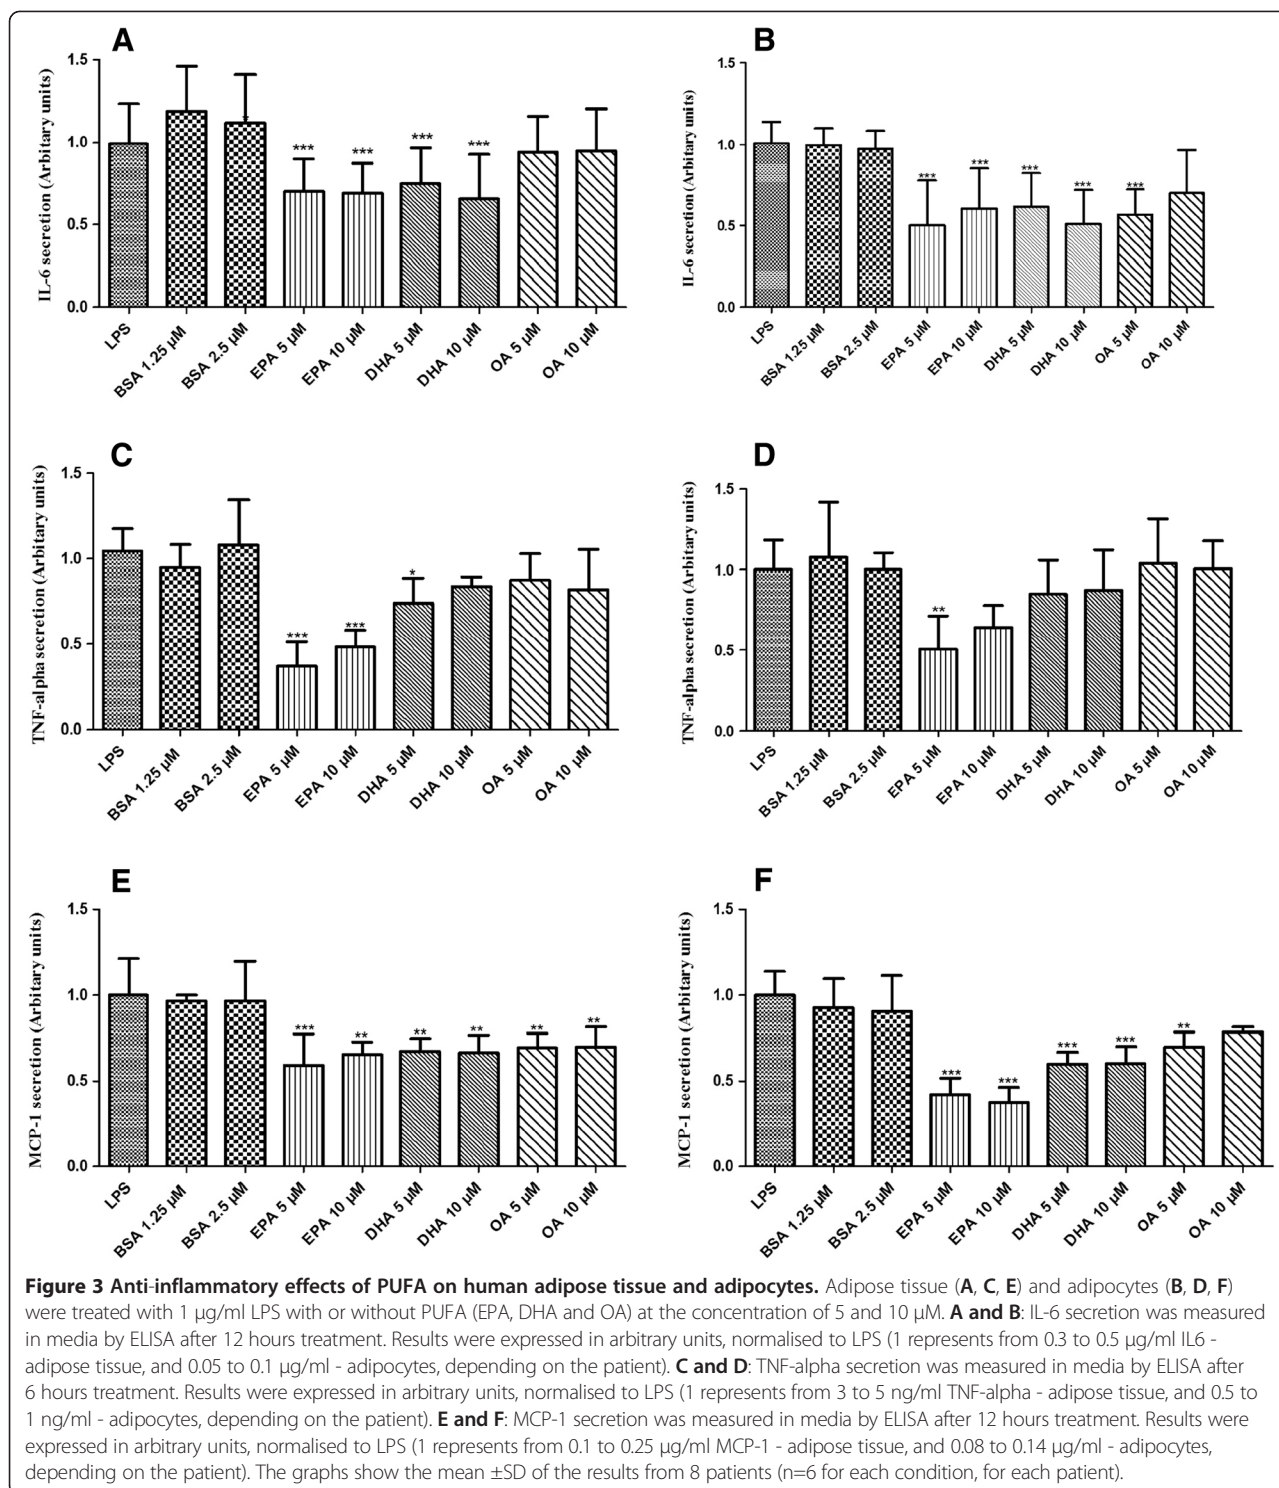 A
IL-6 secretion (Arbitary units)
1.5
1.0
0.5
0.0
*
***
***
***
***
LPS
BSA 1.25 µM
BSA 2.5 µM
EPA 5 µM
EPA 10 µM
DHA 5 µM
DHA 10 µM
OA 5 µM
OA 10 µM
B
IL-6 secretion (Arbitary units)
1.5
1.0
0.5
0.0
***
***
***
***
***
LPS
BSA 1.25 µM
BSA 2.5 µM
EPA 5 µM
EPA 10 µM
DHA 5 µM
DHA 10 µM
OA 5 µM
OA 10 µM
C
TNF-alpha secretion (Arbitary units)
1.5
1.0
0.5
0.0
***
***
*
LPS
BSA 1.25 µM
BSA 2.5 µM
EPA 5 µM
EPA 10 µM
DHA 5 µM
DHA 10 µM
OA 5 µM
OA 10 µM
D
TNF-alpha secretion (Arbitary units)
1.5
1.0
0.5
0.0
**
LPS
BSA 1.25 µM
BSA 2.5 µM
EPA 5 µM
EPA 10 µM
DHA 5 µM
DHA 10 µM
OA 5 µM
OA 10 µM
E
MCP-1 secretion (Arbitary units)
1.5
1.0
0.5
0.0
***
**
**
**
**
**
LPS
BSA 1.25 µM
BSA 2.5 µM
EPA 5 µM
EPA 10 µM
DHA 5 µM
DHA 10 µM
OA 5 µM
OA 10 µM
F
MCP-1 secretion (Arbitary units)
1.5
1.0
0.5
0.0
***
***
***
***
**
LPS
BSA 1.25 µM
BSA 2.5 µM
EPA 5 µM
EPA 10 µM
DHA 5 µM
DHA 10 µM
OA 5 µM
OA 10 µM
Figure 3 Anti-inflammatory effects of PUFA on human adipose tissue and adipocytes. Adipose tissue (A, C, E) and adipocytes (B, D, F)
were treated with 1 µg/ml LPS with or without PUFA (EPA, DHA and OA) at the concentration of 5 and 10 µM. A and B: IL-6 secretion was measured
in media by ELISA after 12 hours treatment. Results were expressed in arbitrary units, normalised to LPS (1 represents from 0.3 to 0.5 µg/ml IL6 -
adipose tissue, and 0.05 to 0.1 µg/ml - adipocytes, depending on the patient). C and D: TNF-alpha secretion was measured in media by ELISA after
6 hours treatment. Results were expressed in arbitrary units, normalised to LPS (1 represents from 3 to 5 ng/ml TNF-alpha - adipose tissue, and 0.5 to
1 ng/ml - adipocytes, depending on the patient). E and F: MCP-1 secretion was measured in media by ELISA after 12 hours treatment. Results were
expressed in arbitrary units, normalised to LPS (1 represents from 0.1 to 0.25 µg/ml MCP-1 - adipose tissue, and 0.08 to 0.14 µg/ml - adipocytes,
depending on the patient). The graphs show the mean ±SD of the results from 8 patients (n=6 for each condition, for each patient).